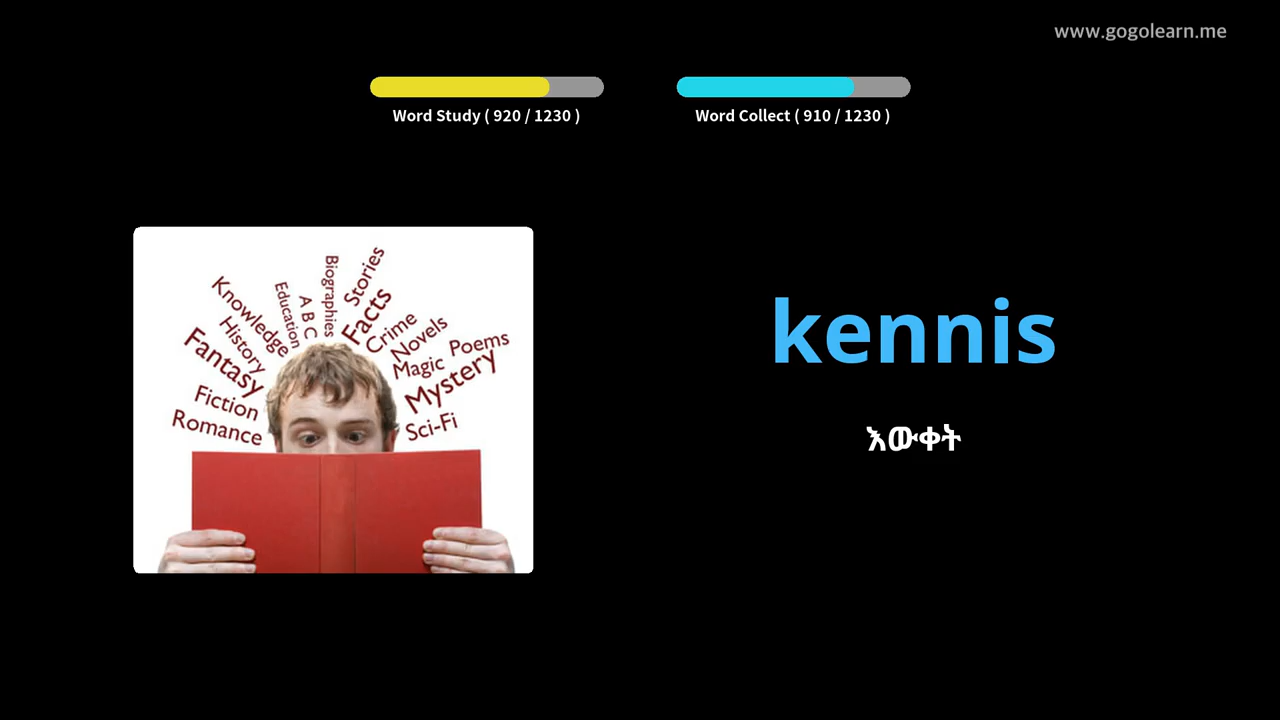 www.gogolearn.me
Word Study ( 920 / 1230 )
Word Collect ( 910 / 1230 )
Knowledge
Education
A B C
Biographies
Stories
Facts
Crime
Novels
Poems
History
Fantasy
Magic
Mystery
Fiction
Romance
Sci-Fi
kennis
እውቀት